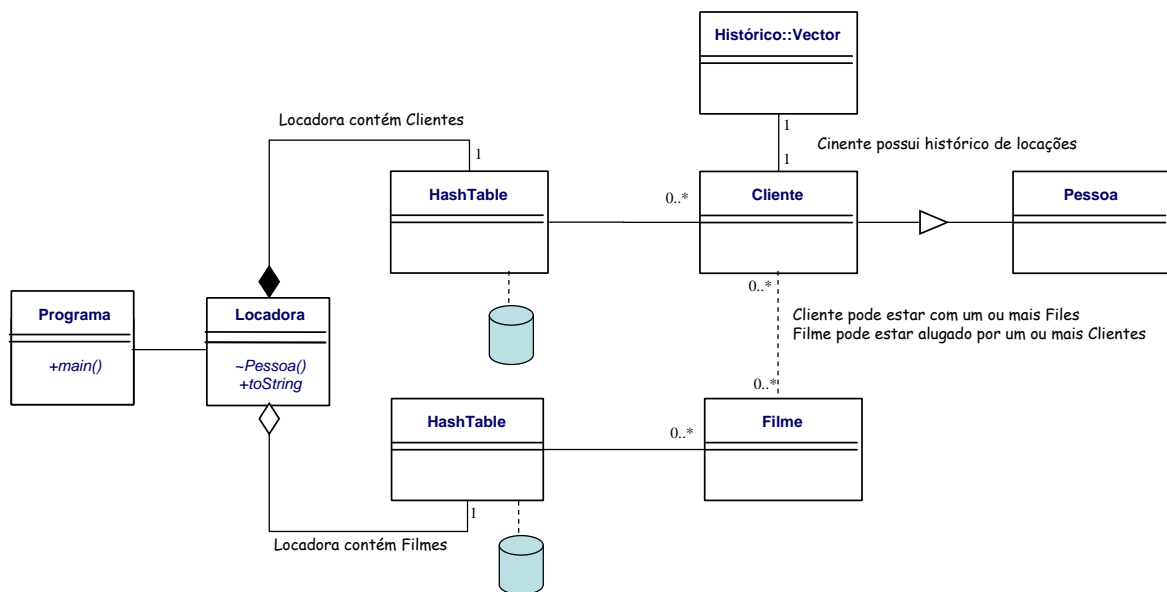 Histórico::Vector
Locadora contém Clientes
1
1
Cinente possui histórico de locações
1
HashTable
0..*
Cliente
Pessoa
0..*
Programa
Locadora
Cliente pode estar com um ou mais Files
Filme pode estar alugado por um ou mais Clientes
+main()
~Pessoa()
+toString
0..*
HashTable
0..*
Filme
1
Locadora contém Filmes